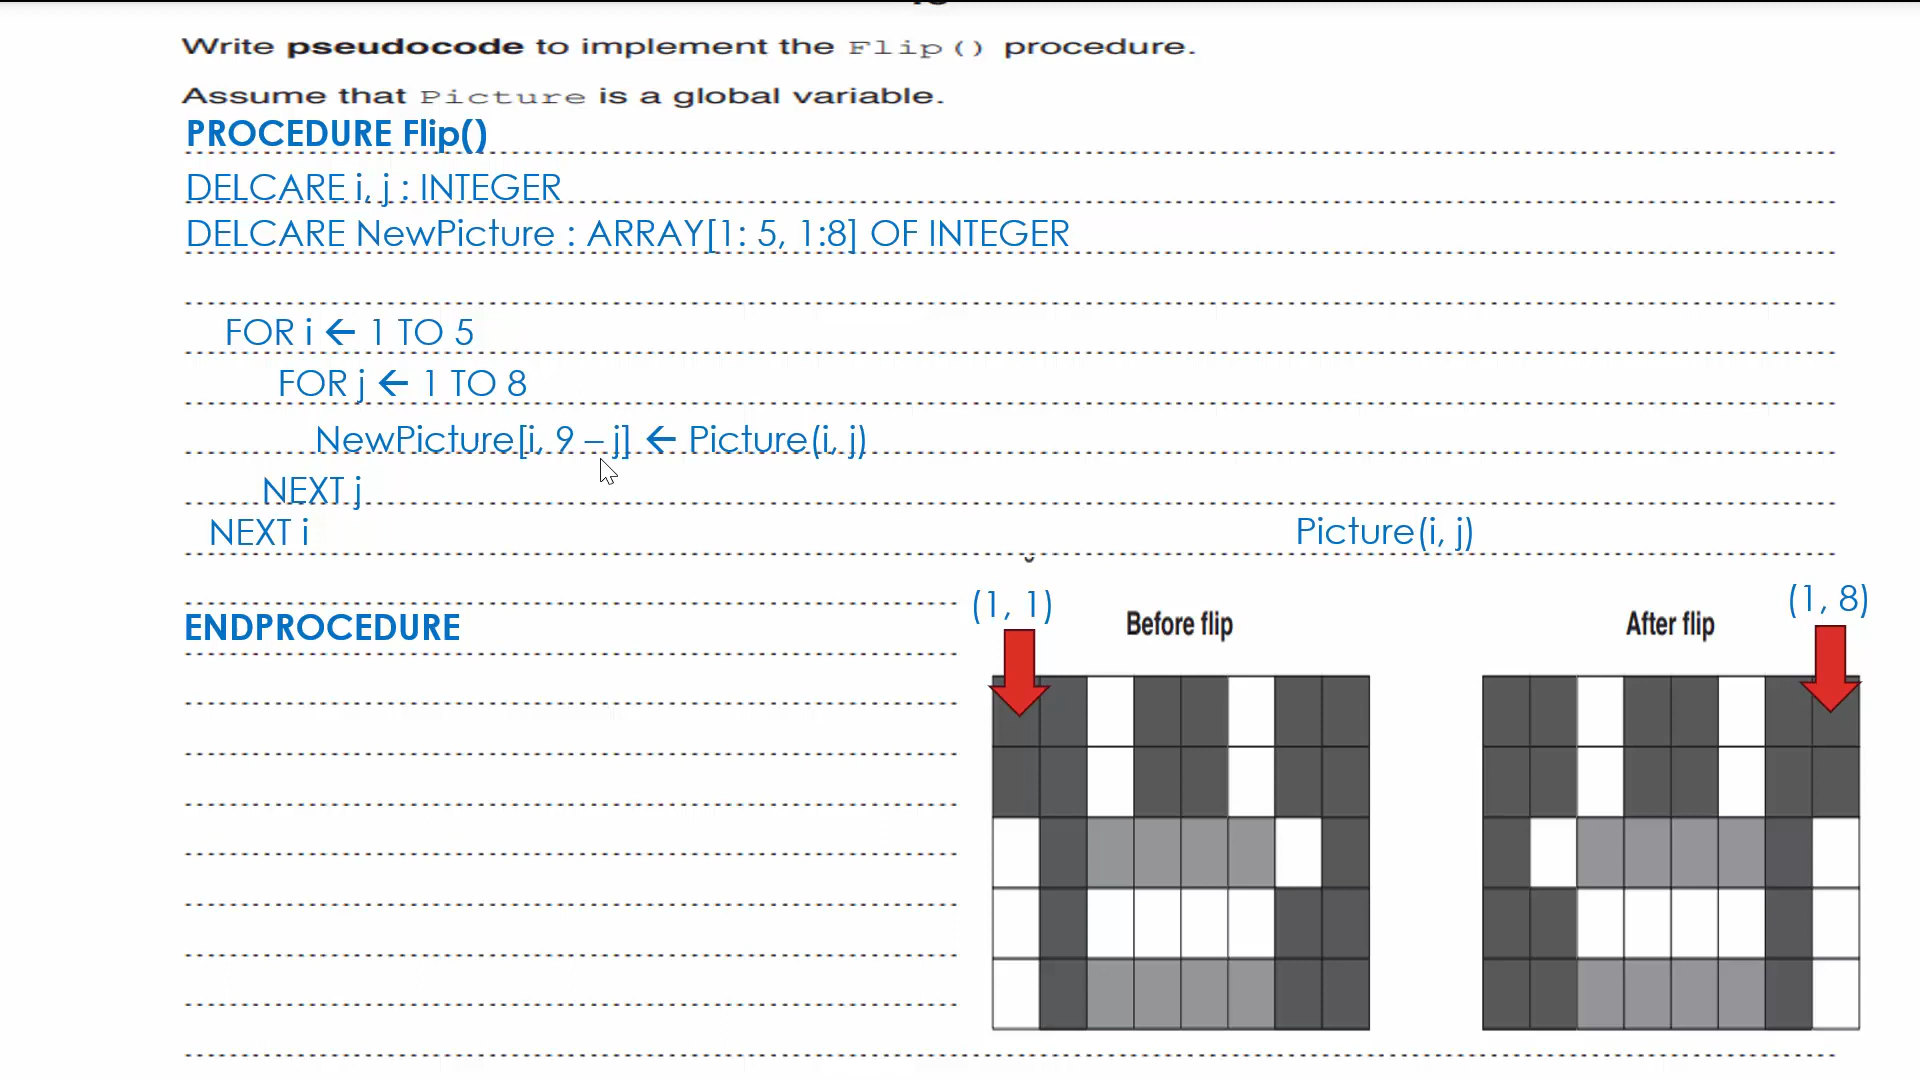 Write pseudocode to implement the Flip() procedure.
Assume that Picture is a global variable.
PROCEDURE Flip()
DELCARE i, j : INTEGER
DELCARE NewPicture : ARRAY[1: 5, 1:8] OF INTEGER
FOR i ← 1 TO 5
FOR j ← 1 TO 8
NewPicture[i, 9 – j] ← Picture(i, j)
NEXT j
NEXT i
Picture(i, j)
ENDPROCEDURE
(1, 1)
Before flip
After flip
(1, 8)